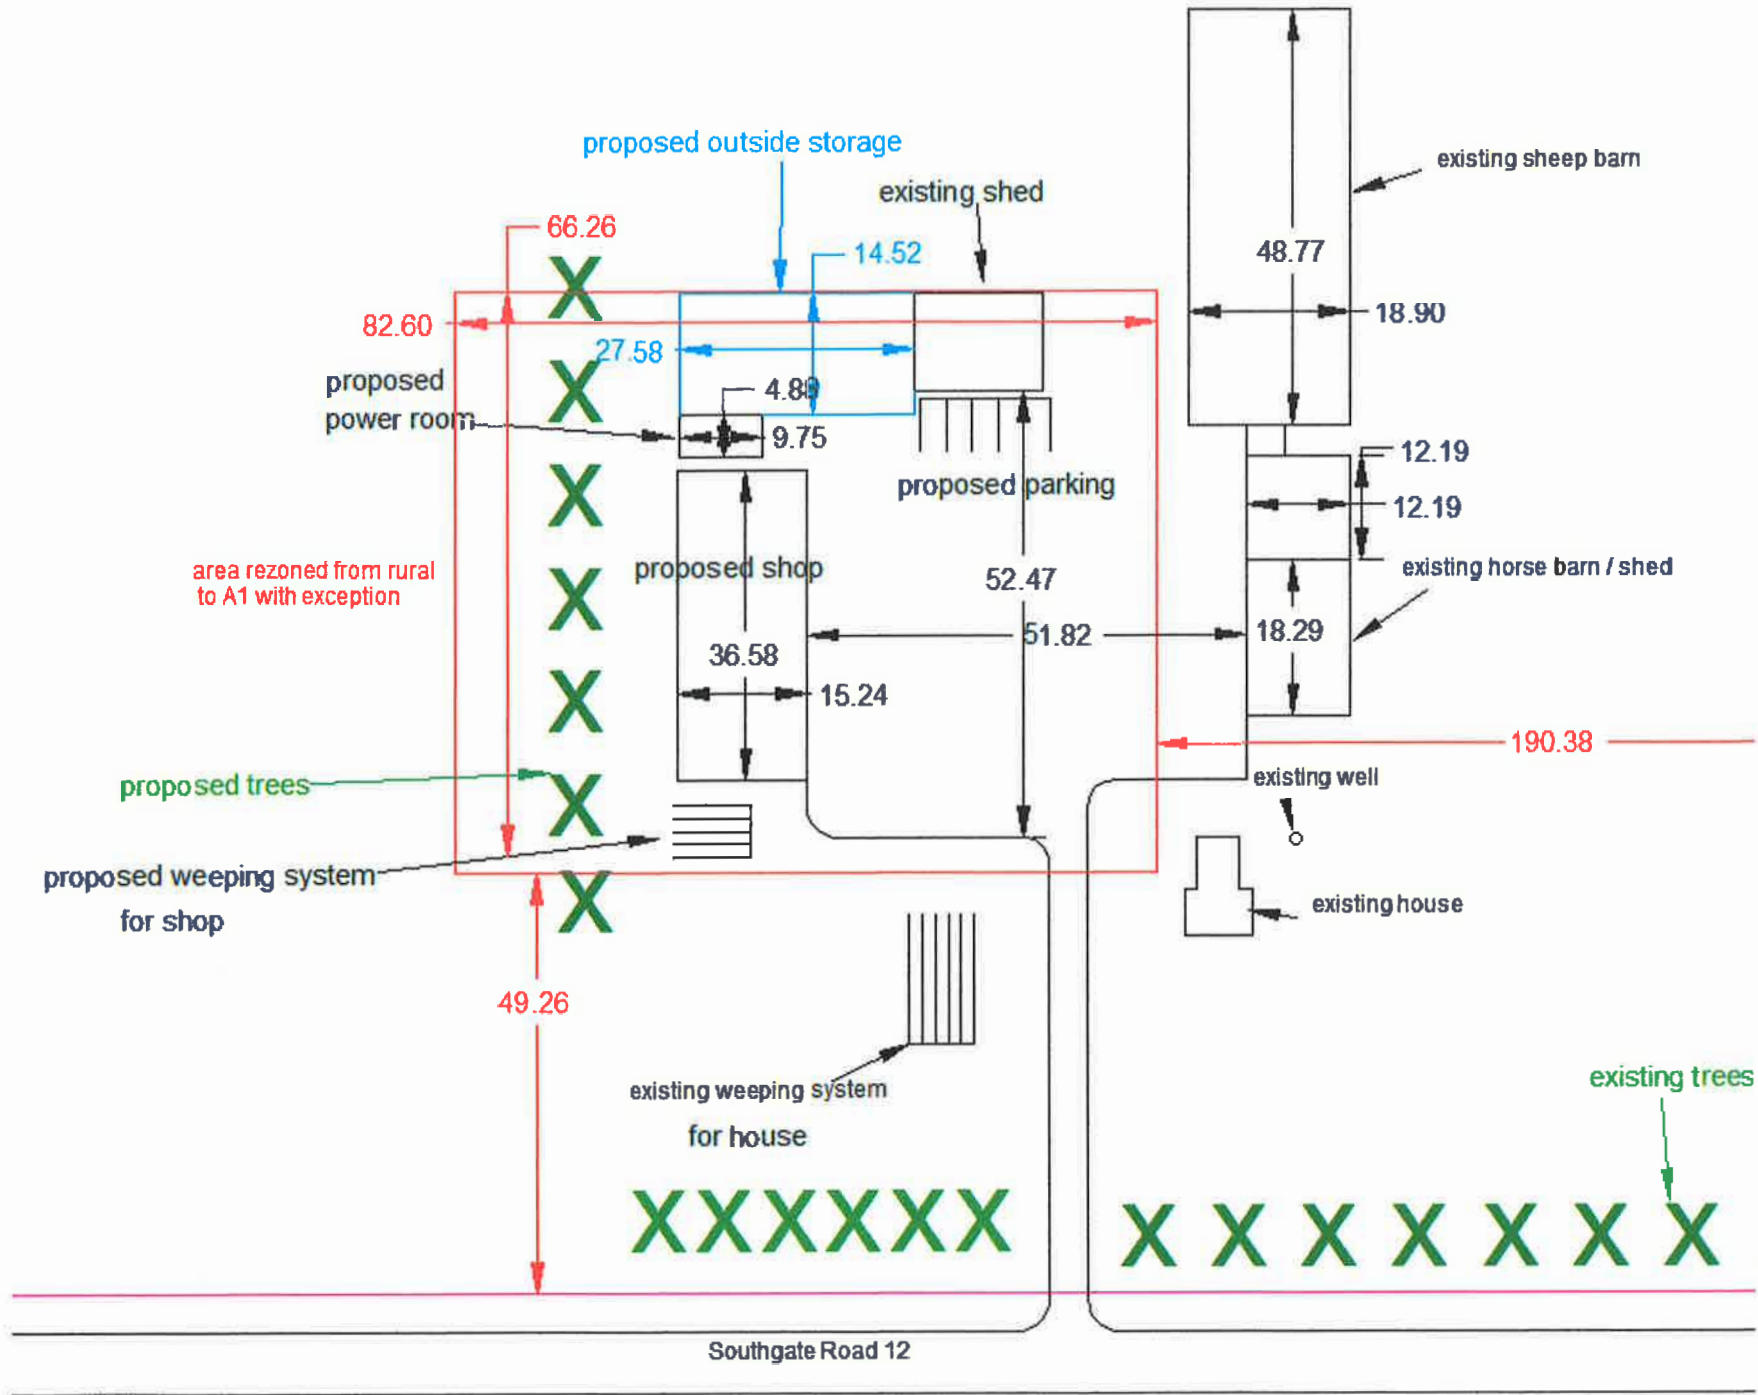 proposed outside storage
existing sheep barn
existing shed
66.26
14.52
48.77
82.60
18.90
27.58
proposed
power room
4.88
9.75
12.19
12.19
proposed parking
area rezoned from rural
to A1 with exception
proposed shop
52.47
existing horse barn / shed
51.82
18.29
36.58
15.24
190.38
proposed trees
existing well
proposed weeping system
for shop
existing house
49.26
existing weeping system
for house
existing trees
Southgate Road 12